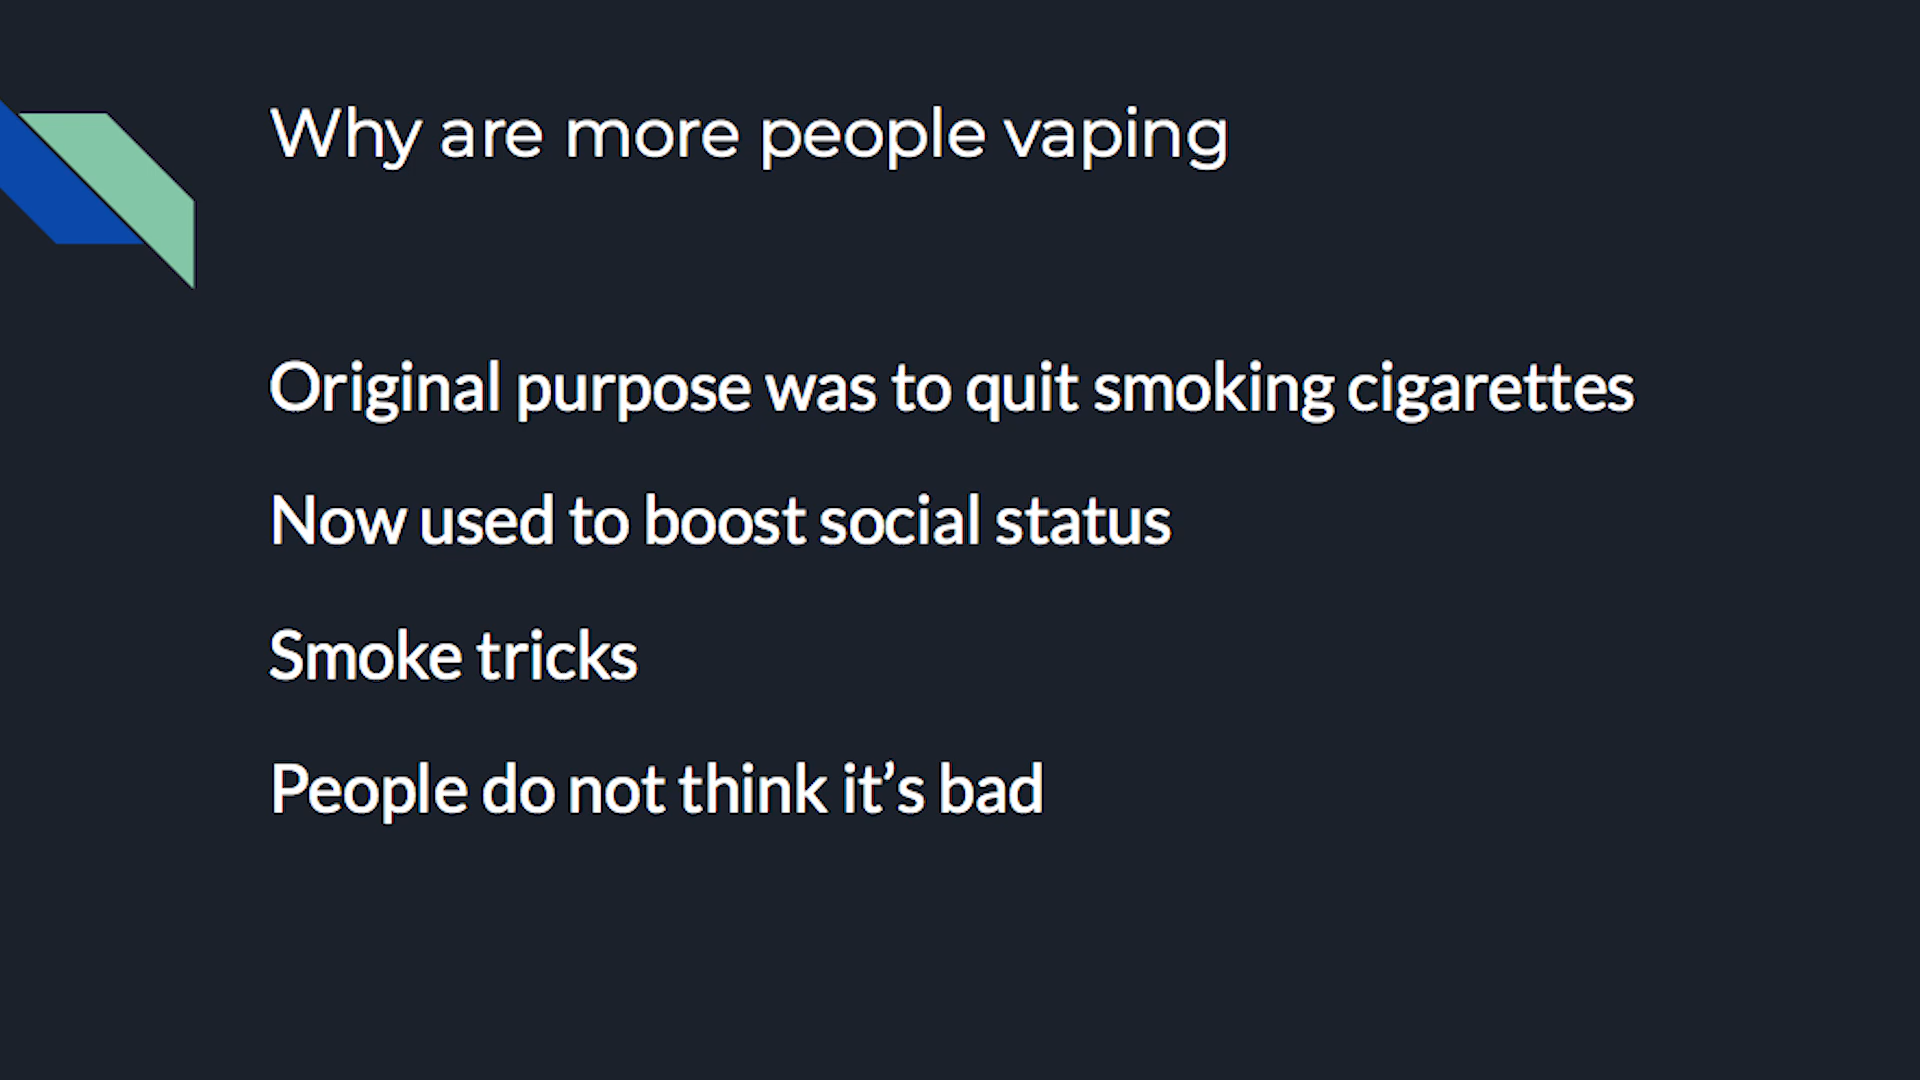 Why are more people vaping
Original purpose was to quit smoking cigarettes
Now used to boost social status
Smoke tricks
People do not think it’s bad